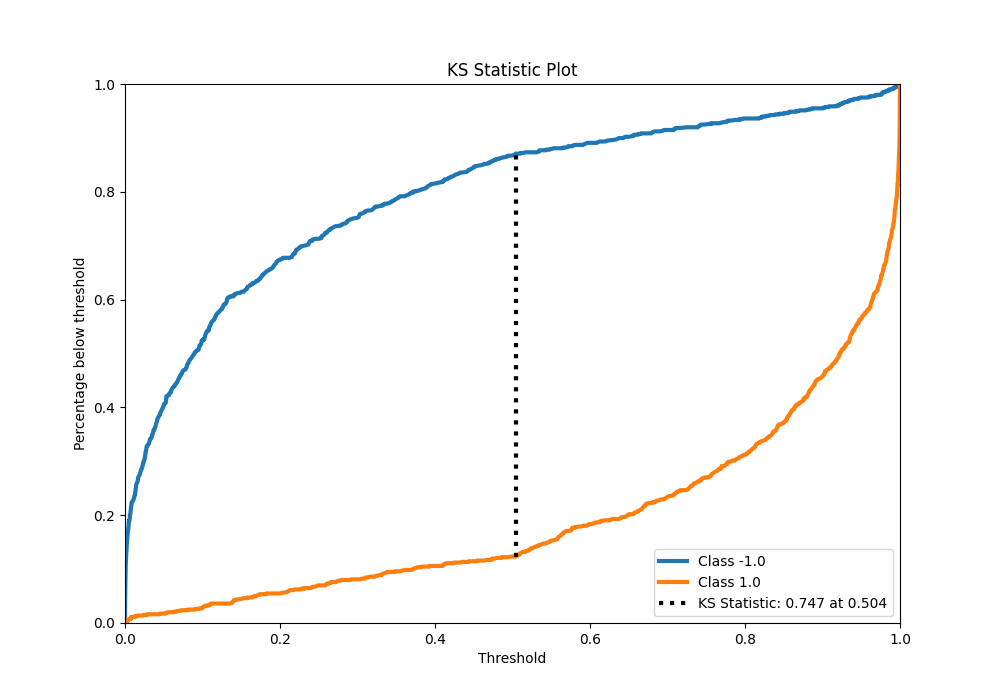 KS Statistic Plot
1.0
0.8
0.6
0.4
0.2
0.0
Percentage below threshold
0.0 0.2 0.4 0.6 0.8 1.0
Threshold
Class -1.0
Class 1.0
KS Statistic: 0.747 at 0.504